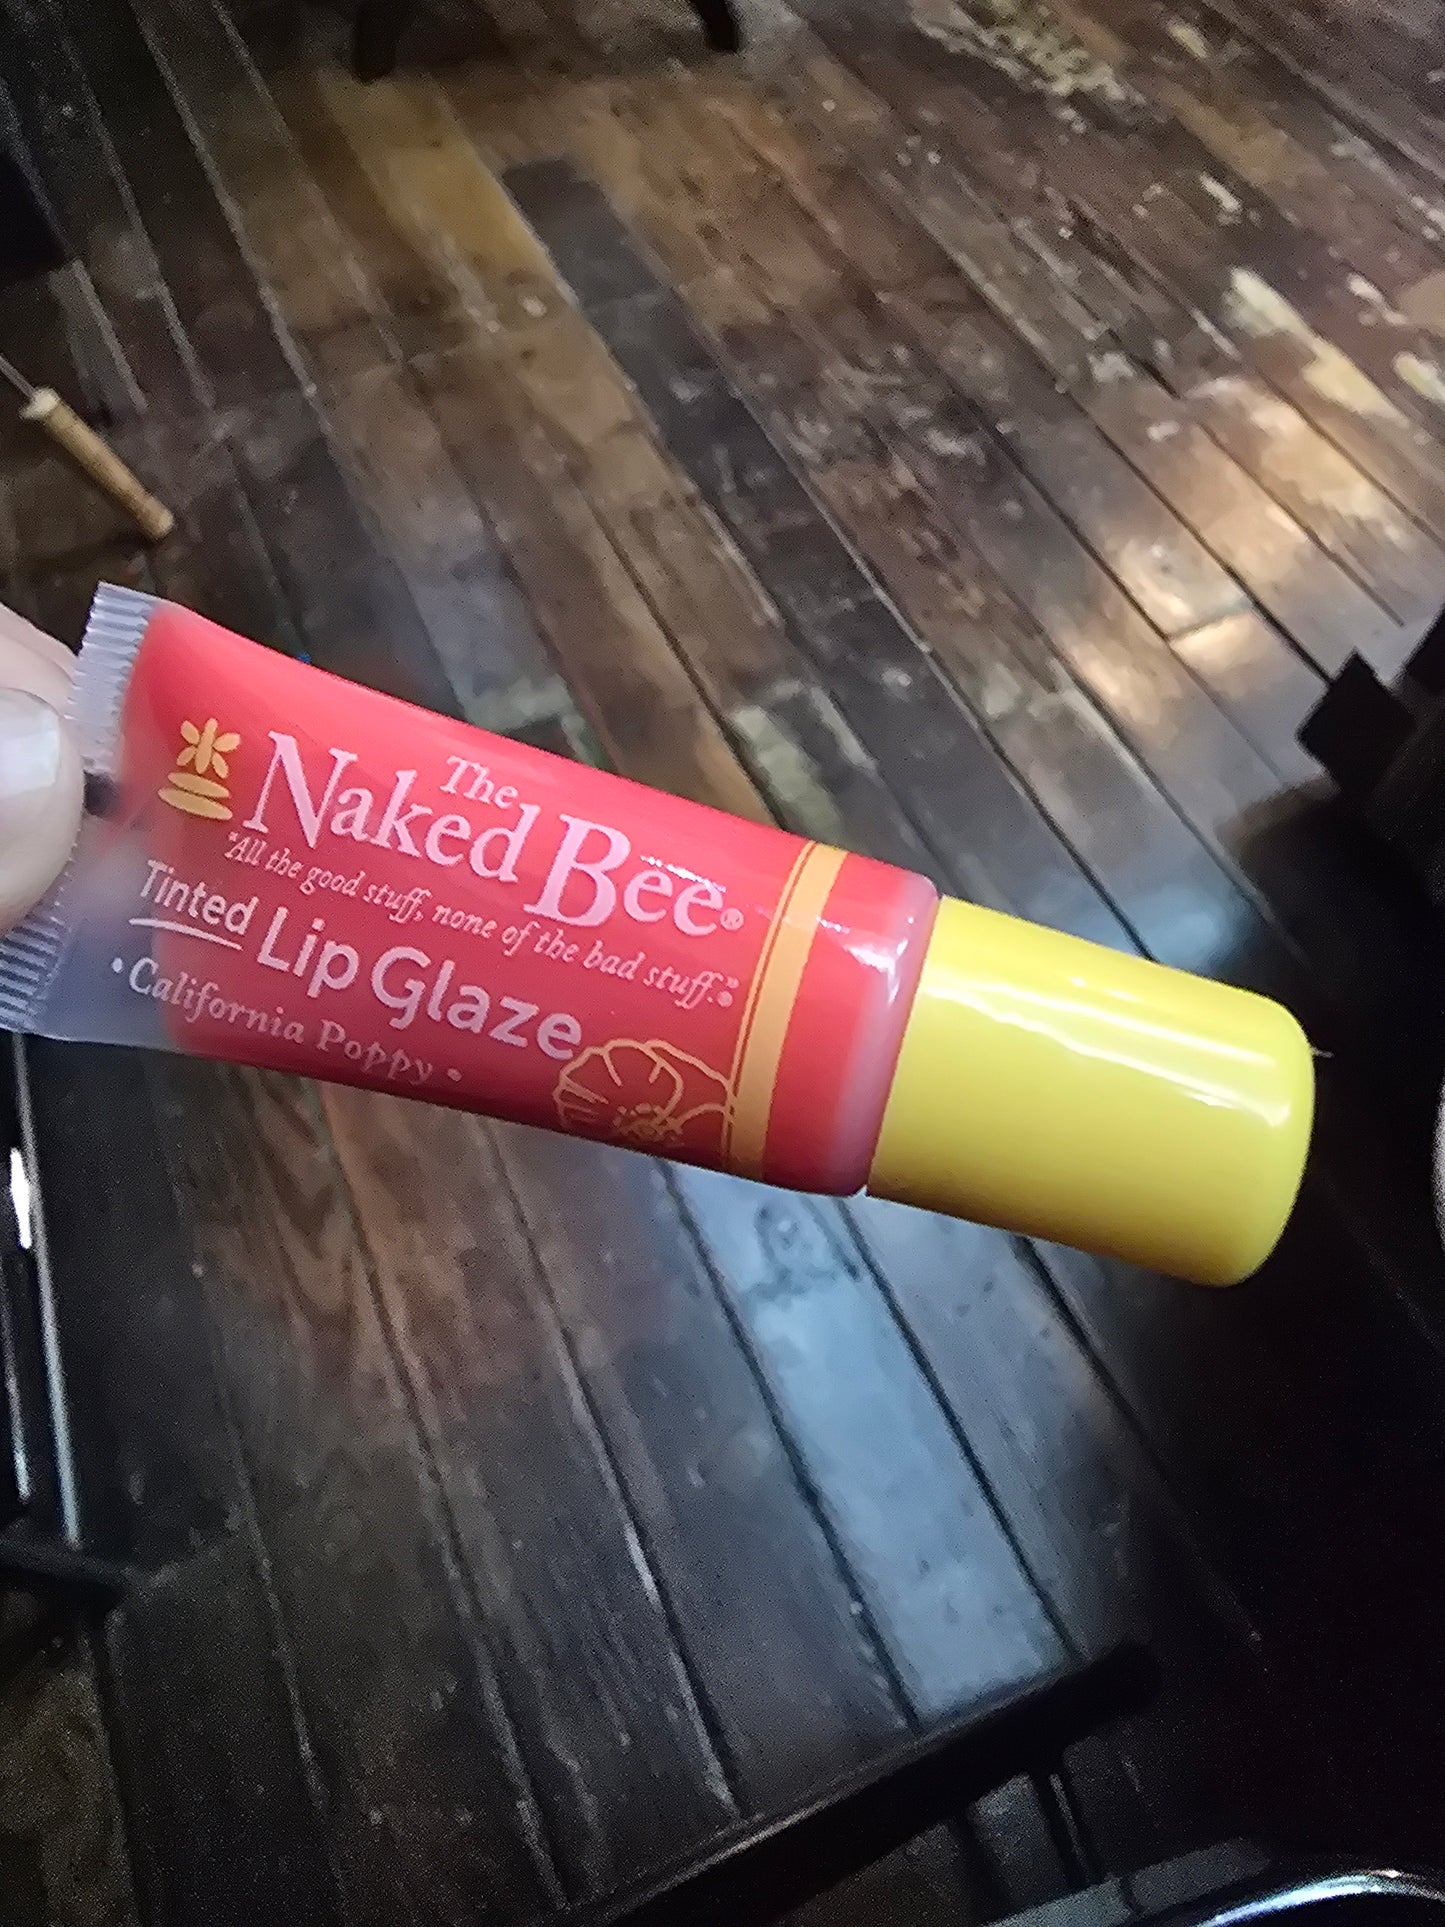 The
Naked Bee®
"All the good stuff, none of the bad stuff."®
Tinted Lip Glaze
• California Poppy •